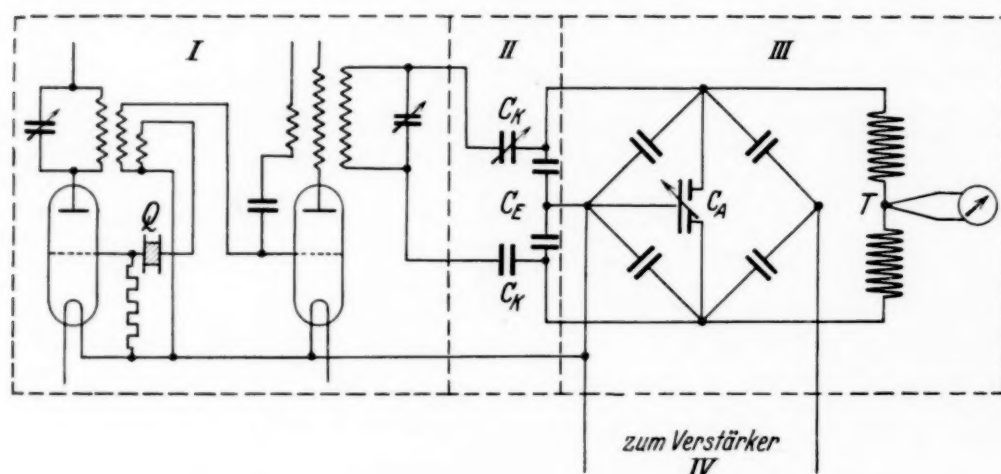 I
II
III
Q
C_K
C_E
C_K
C_A
T
zum Verstärker
IV